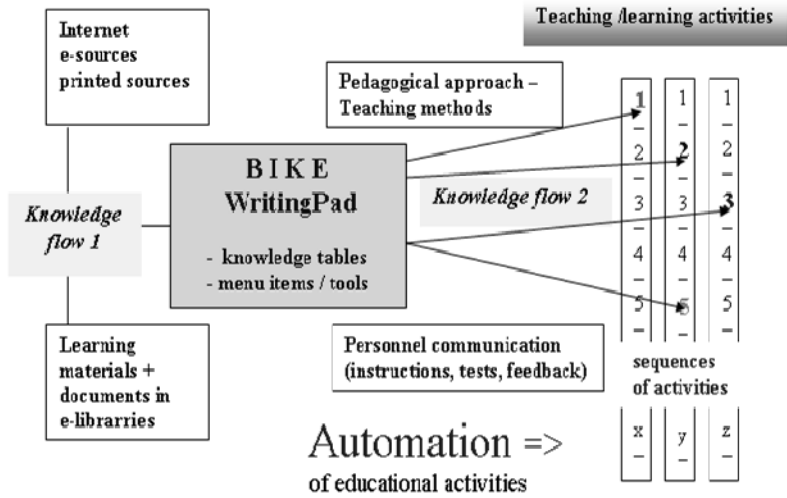 Internet
e-sources
printed sources
Teaching /learning activities
Pedagogical approach –
Teaching methods
B I K E
WritingPad
- knowledge tables
- menu items / tools
Knowledge
flow 1
Knowledge flow 2
Learning
materials +
documents in
e-librarries
Personnel communication
(instructions, tests, feedback)
1 1 1
_ _ _
2 2 2
_ _ _
3 3 3
_ _ _
4 4 4
_ _ _
5 5 5
_ _ _
sequences
of activities
x y z
_ _ _
Automation =>
of educational activities